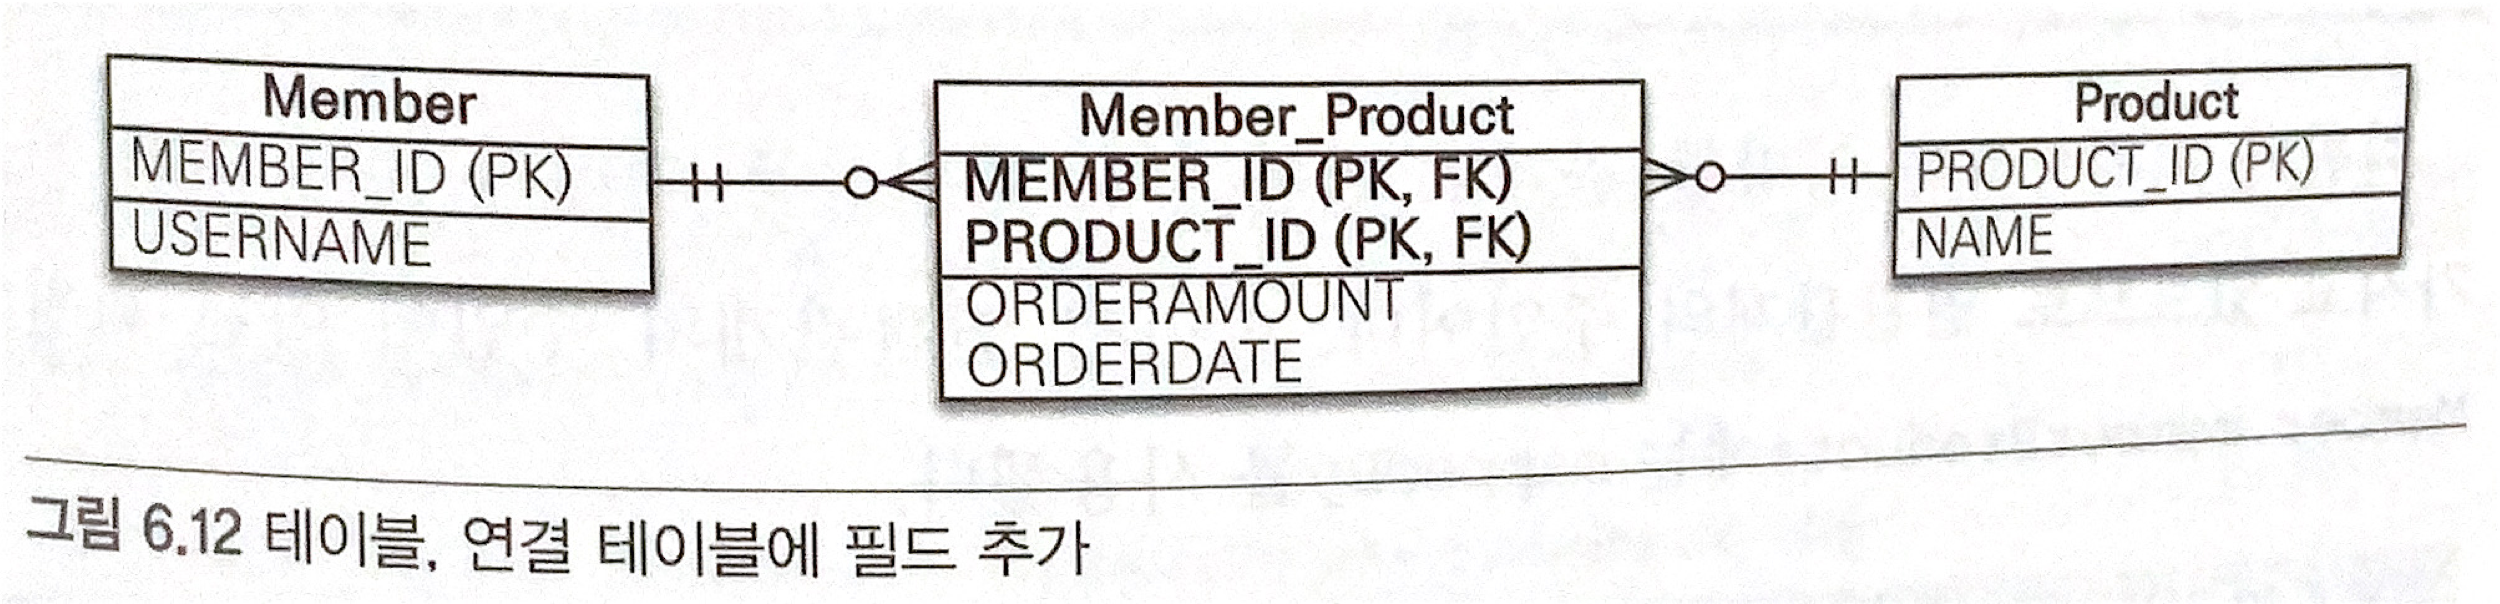 Member
MEMBER_ID (PK)
USERNAME
Member_Product
MEMBER_ID (PK, FK)
PRODUCT_ID (PK, FK)
ORDERAMOUNT
ORDERDATE
Product
PRODUCT_ID (PK)
NAME
그림 6.12 테이블, 연결 테이블에 필드 추가